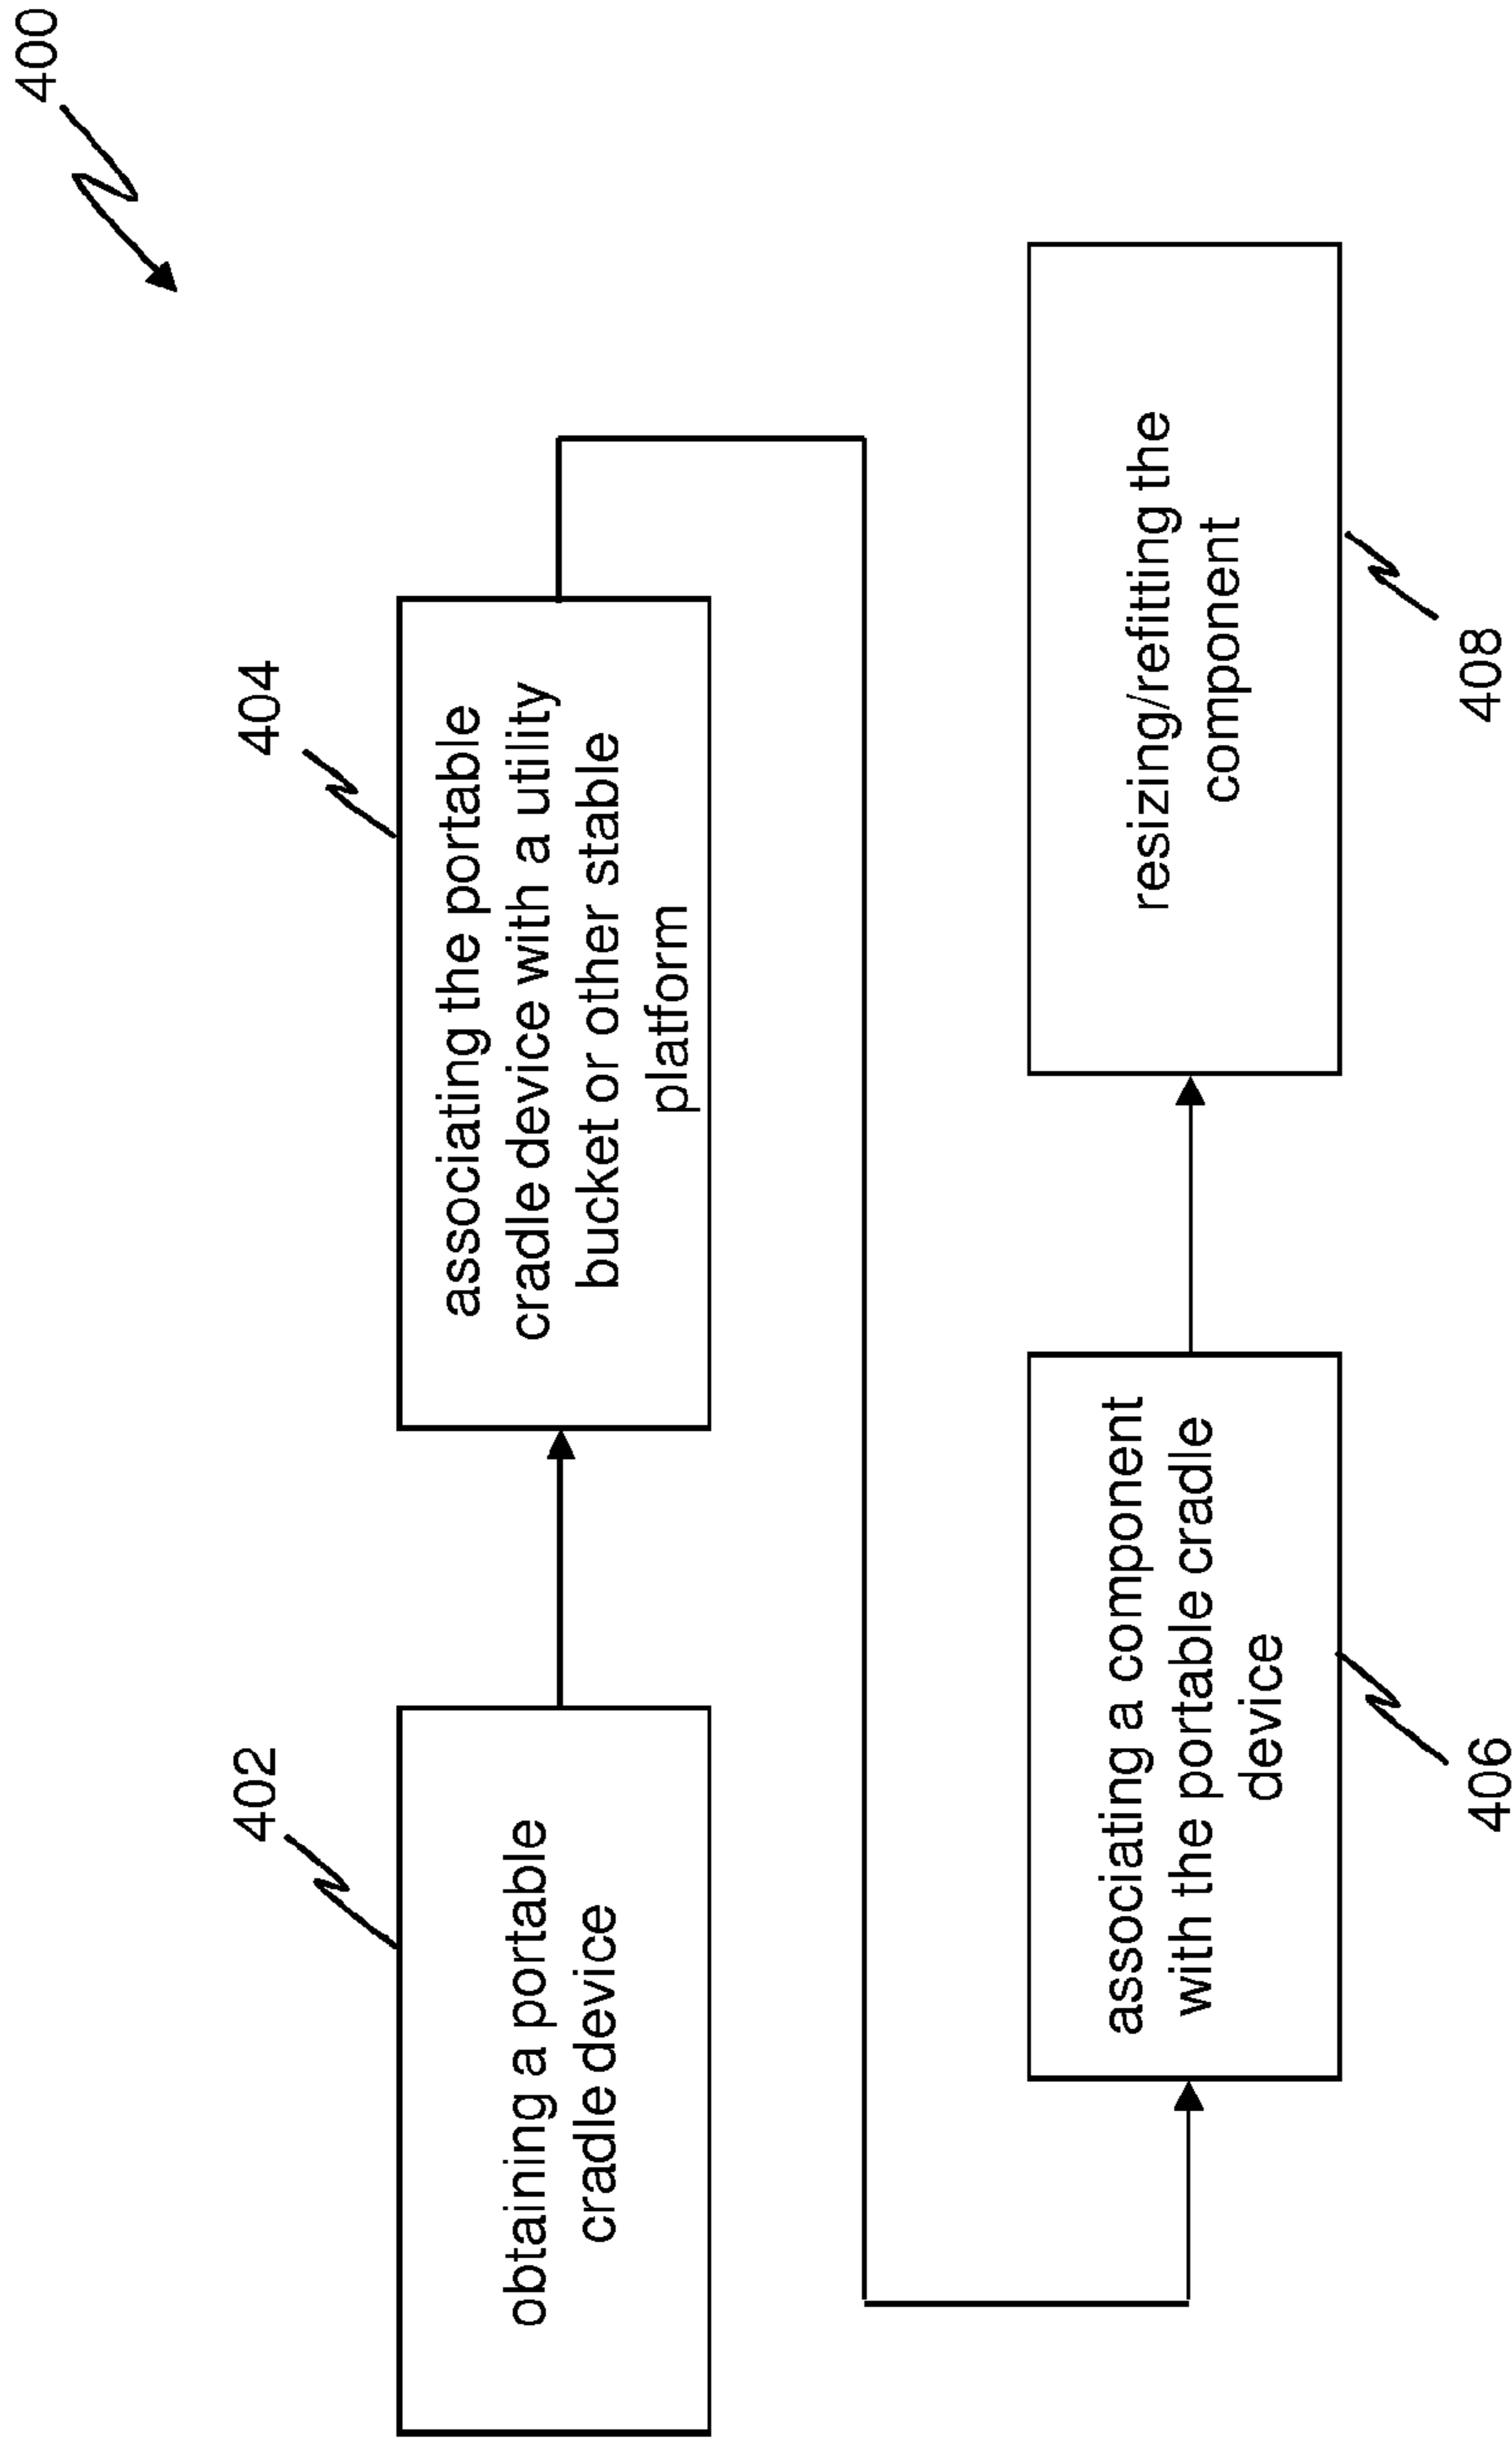 400
402
obtaining a portable
cradle device
404
associating the portable
cradle device with a utility
bucket or other stable
platform
associating a component
with the portable cradle
device
406
resizing/refitting the
component
408